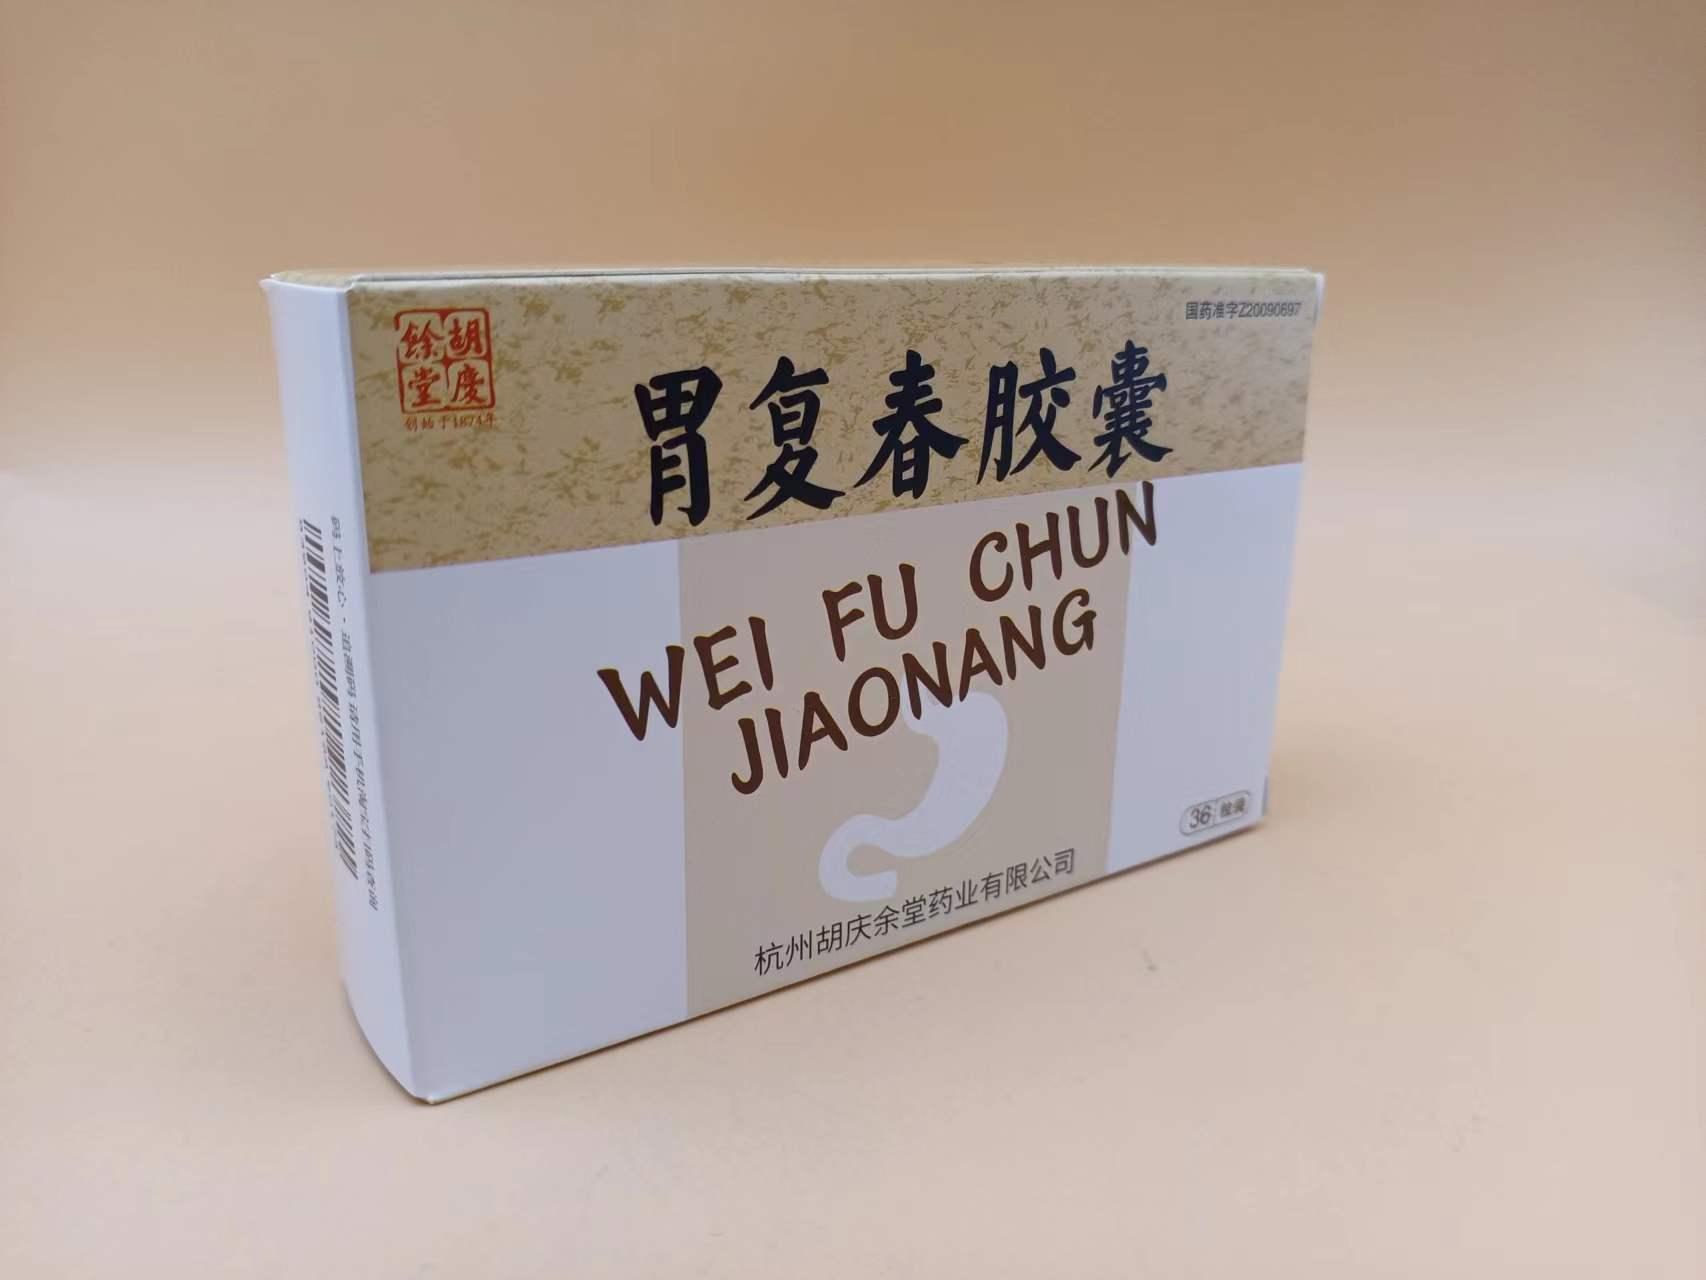 胡慶餘堂
创始于1874年
国药准字Z20090697
胃复春胶囊
WEI FU CHUN
JIAONANG
36粒装
杭州胡庆余堂药业有限公司